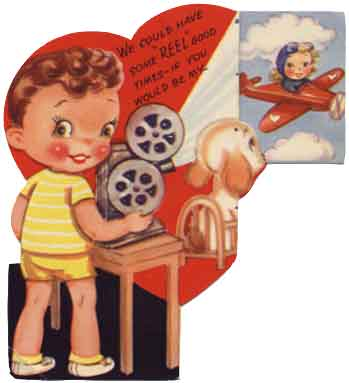 WE COULD HAVE
SOME "REEL" GOOD
TIMES-IF YOU
WOULD BE MY-